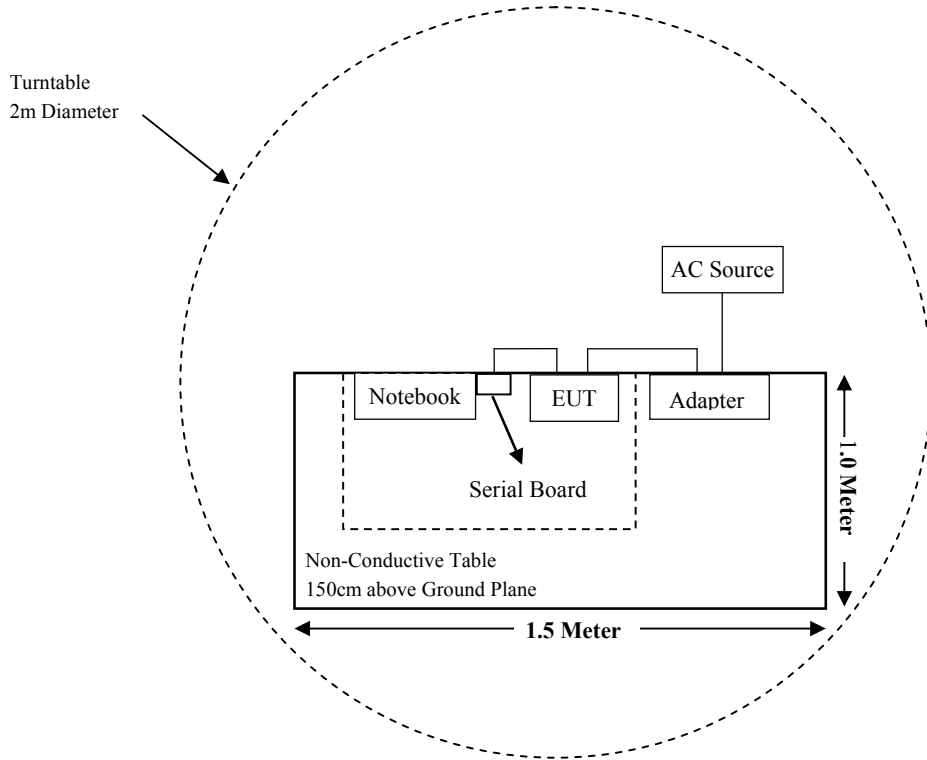 Turntable
2m Diameter
AC Source
Notebook
EUT
Adapter
Serial Board
1.0 Meter
Non-Conductive Table
150cm above Ground Plane
1.5 Meter